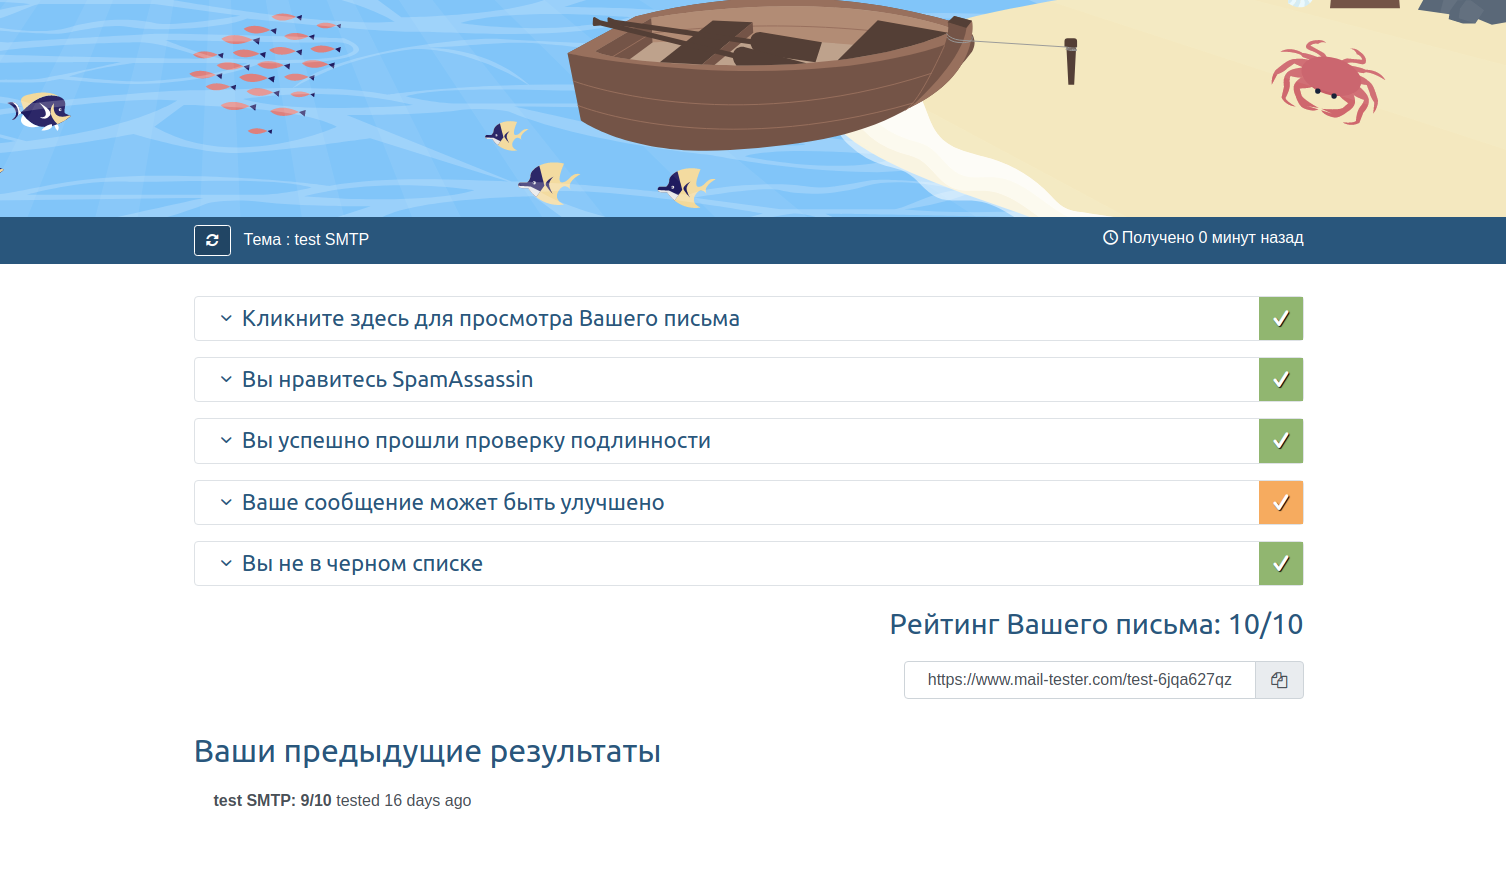 Тема : test SMTP
Получено 0 минут назад
Кликните здесь для просмотра Вашего письма
Вы нравитесь SpamAssassin
Вы успешно прошли проверку подлинности
Ваше сообщение может быть улучшено
Вы не в черном списке
Рейтинг Вашего письма: 10/10
https://www.mail-tester.com/test-6jqa627qz
Ваши предыдущие результаты
test SMTP: 9/10 tested 16 days ago